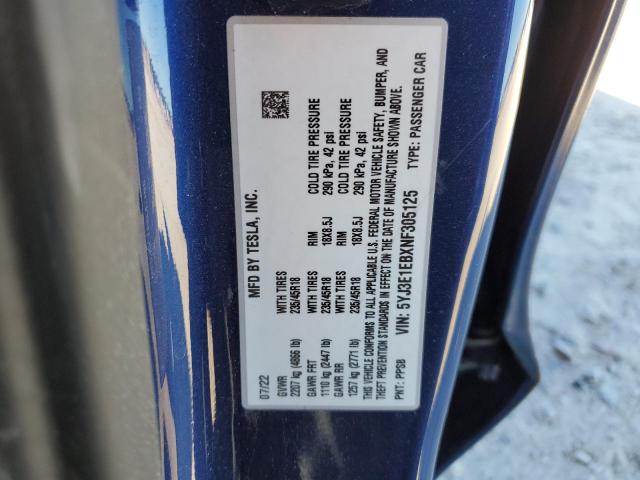 07/22 MFD BY TESLA, INC.
GVWR WITH TIRES
2207 kg (4866 lb) 235/45R18
GAWR FRT WITH TIRES RIM COLD TIRE PRESSURE
1110 kg (2447 lb) 235/45R18 18X8.5J 290 kPa, 42 psi
GAWR RR WITH TIRES RIM COLD TIRE PRESSURE
1257 kg (2771 lb) 235/45R18 18X8.5J 290 kPa, 42 psi
THIS VEHICLE CONFORMS TO ALL APPLICABLE U.S. FEDERAL MOTOR VEHICLE SAFETY, BUMPER, AND
THEFT PREVENTION STANDARDS IN EFFECT ON THE DATE OF MANUFACTURE SHOWN ABOVE.
VIN: 5YJ3E1EBXNF305125 TYPE: PASSENGER CAR
PNT: PPSB